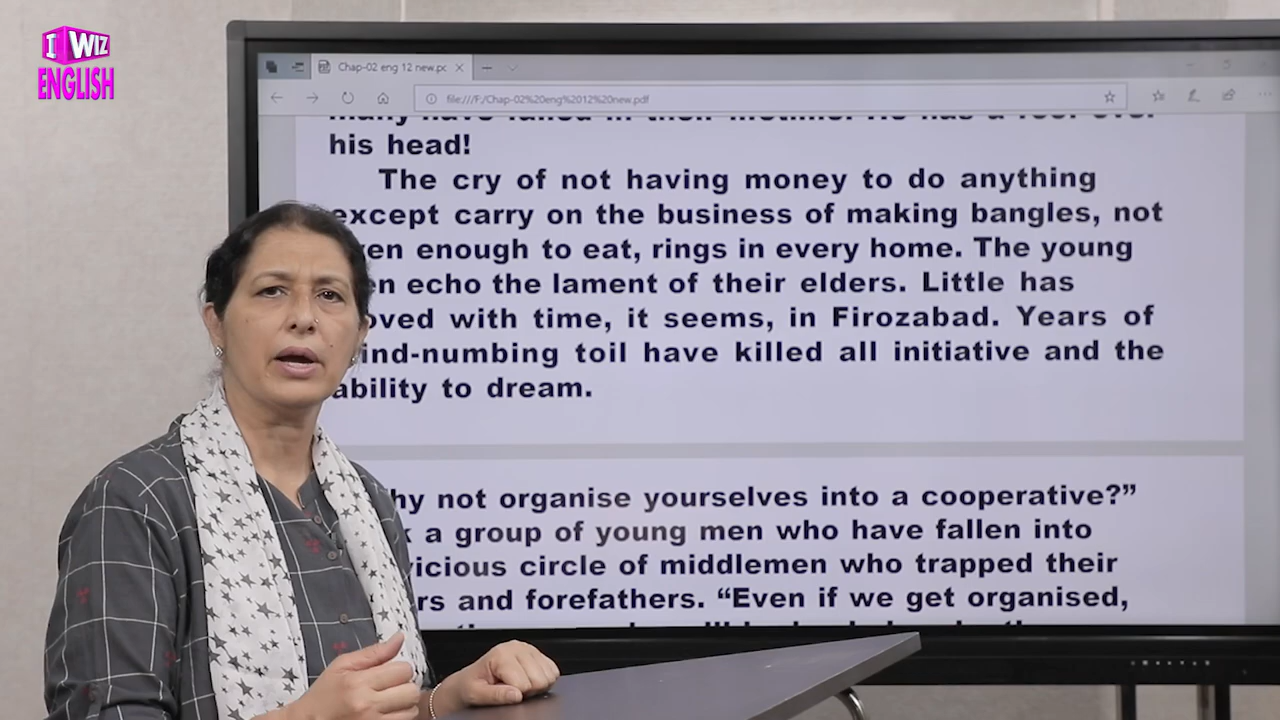 I WIZ
ENGLISH
Chap-02 eng 12 new.pc
file:///F:/Chap-02%20eng%2012%20new.pdf
his head!
The cry of not having money to do anything
except carry on the business of making bangles, not
enough to eat, rings in every home. The young
echo the lament of their elders. Little has
with time, it seems, in Firozabad. Years of
ind-numbing toil have killed all initiative and the
ability to dream.
hy not organise yourselves into a cooperative?”
a group of young men who have fallen into
vicious circle of middlemen who trapped their
and forefathers. “Even if we get organised,